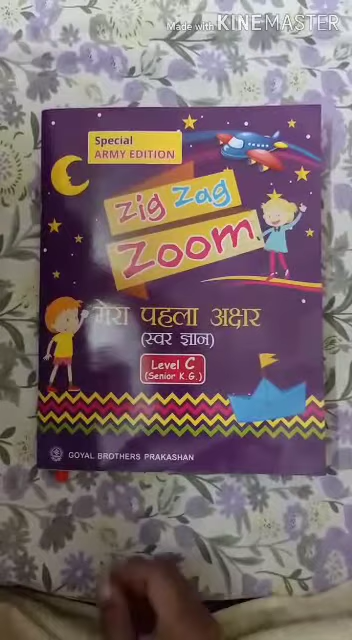 Made with KINEMASTER
Special
ARMY EDITION
Zig Zag
Zoom
मेरा पहला अक्षर
(स्वर ज्ञान)
Level C
(Senior K.G.)
GOYAL BROTHERS PRAKASHAN